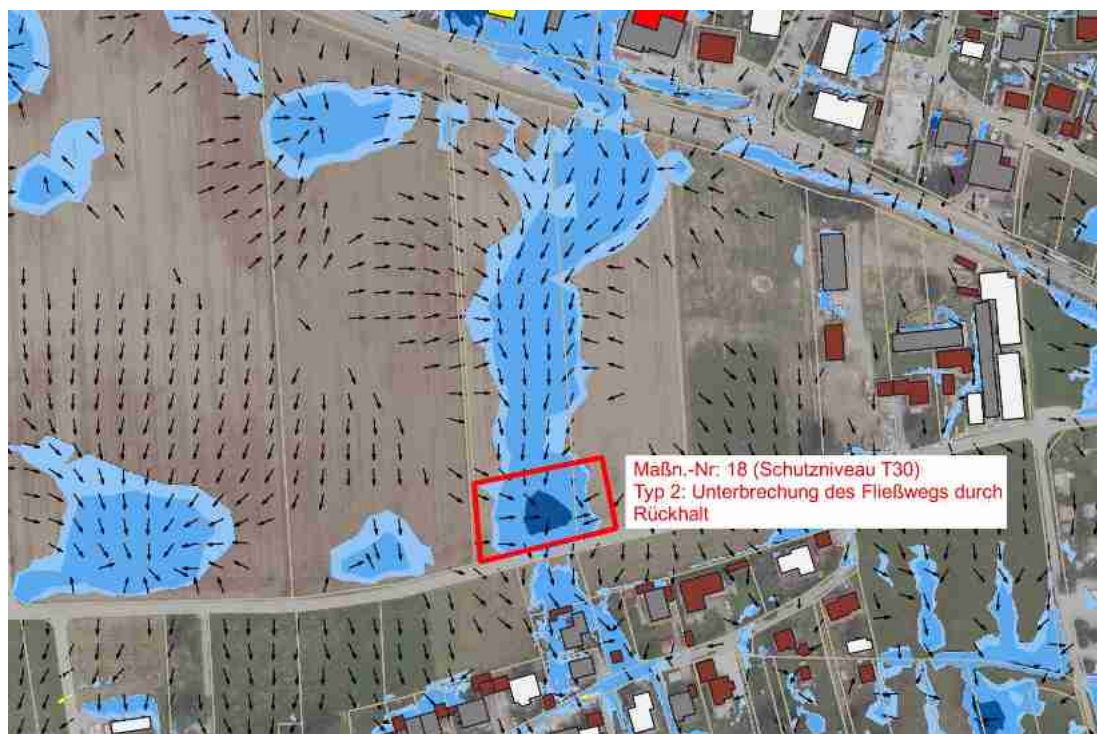 Maßn.-Nr: 18 (Schutzniveau T30)
Typ 2: Unterbrechung des Fließwegs durch
Rückhalt